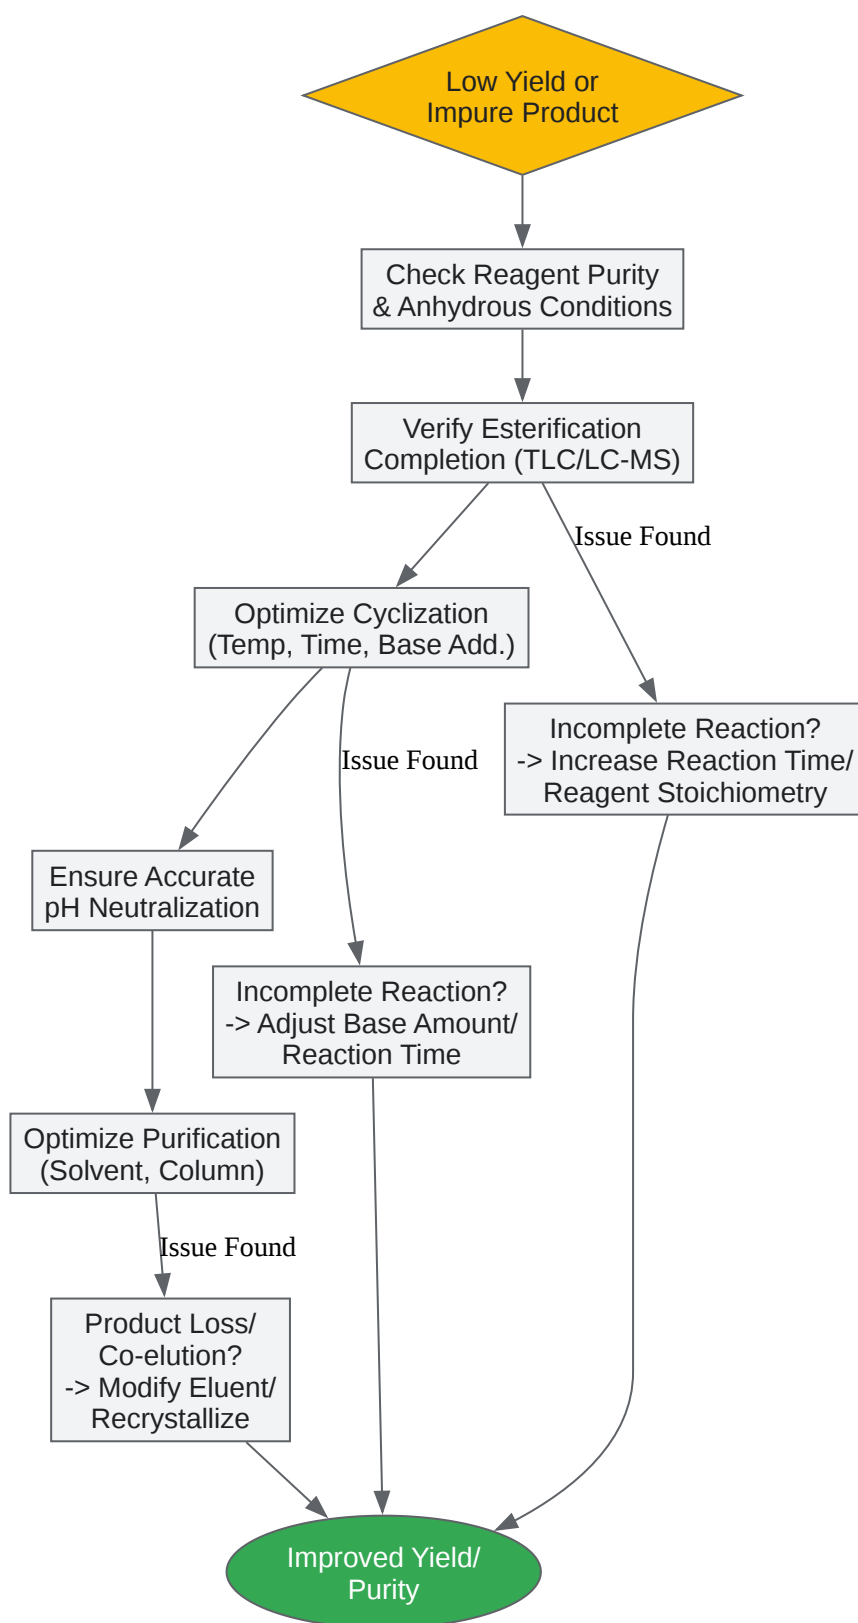 Low Yield or
Impure Product
Check Reagent Purity
& Anhydrous Conditions
Verify Esterification
Completion (TLC/LC-MS)
Issue Found
Optimize Cyclization
(Temp, Time, Base Add.)
Incomplete Reaction?
-> Increase Reaction Time/
Reagent Stoichiometry
Issue Found
Ensure Accurate
pH Neutralization
Incomplete Reaction?
-> Adjust Base Amount/
Reaction Time
Optimize Purification
(Solvent, Column)
Issue Found
Product Loss/
Co-elution?
-> Modify Eluent/
Recrystallize
Improved Yield/
Purity